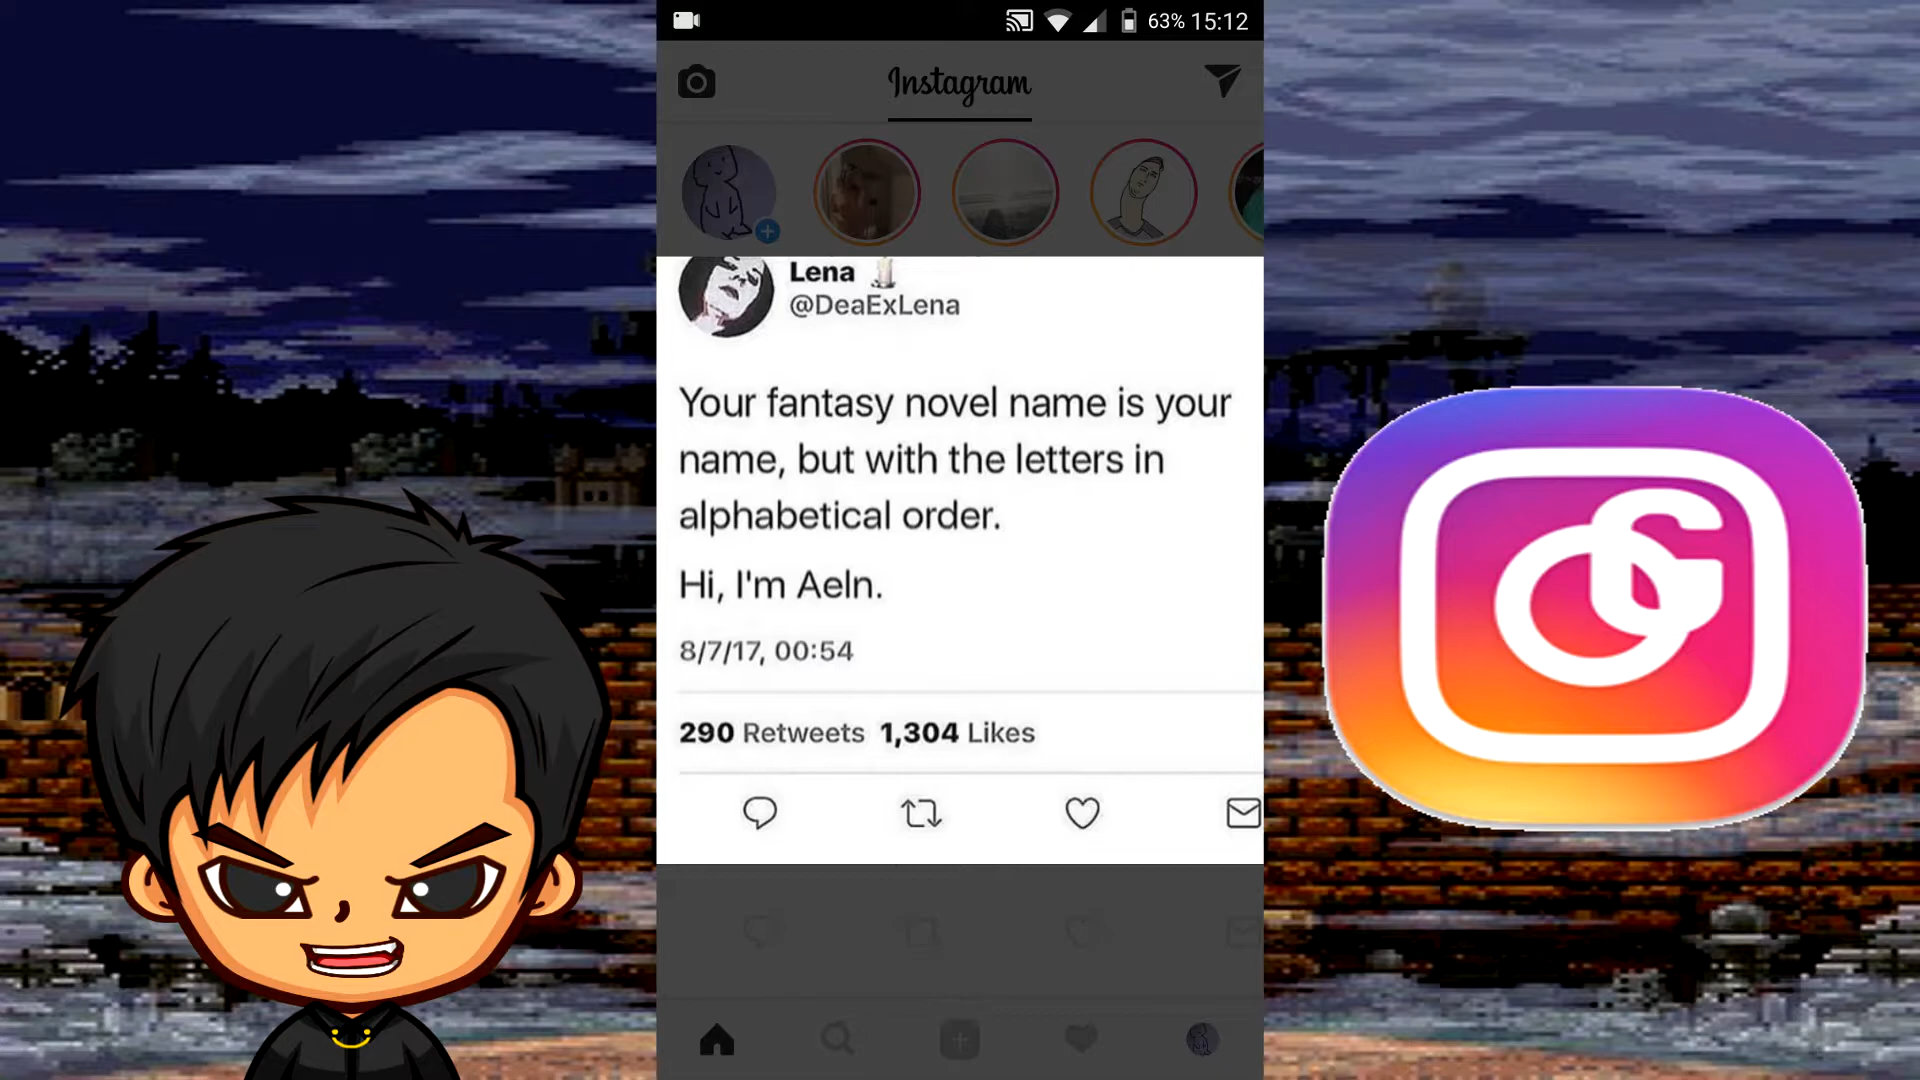 63% 15:12
Instagram
Lena
@DeaExLena
Your fantasy novel name is your
name, but with the letters in
alphabetical order.
Hi, I'm Aeln.
8/7/17, 00:54
290 Retweets 1,304 Likes
OG